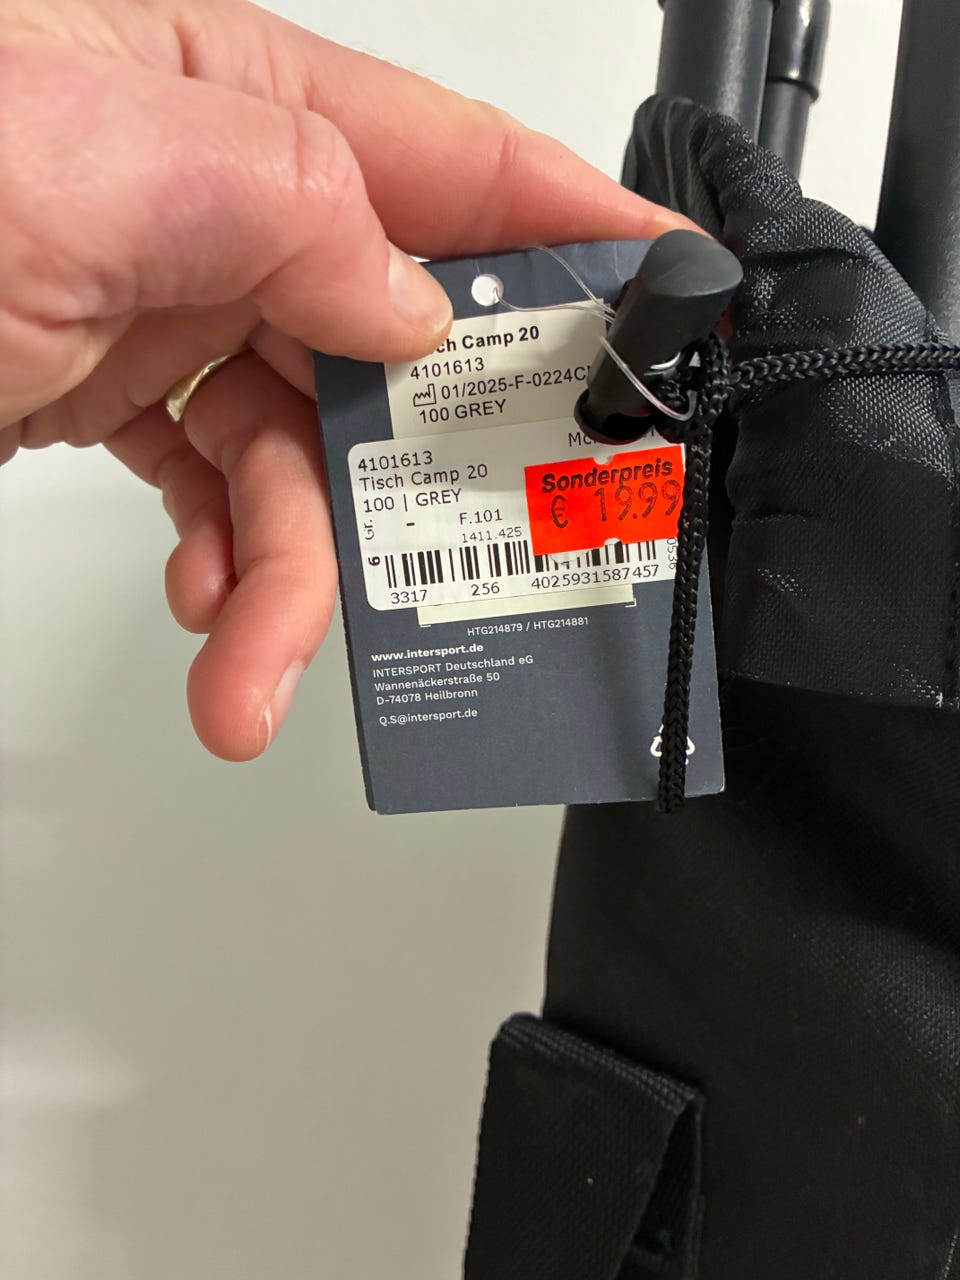 Camp 20
4101613
01/2025-F-0224
100 GREY
4101613
Tisch Camp 20
100 | GREY
Sonderpreis
€ 19.99
Gr.
-
F.101
1411.425
6
3317 256 4025931587457
HTG214879 / HTG214881
www.intersport.de
INTERSPORT Deutschland eG
Wannenäckerstraße 50
D-74078 Heilbronn
Q.S@intersport.de